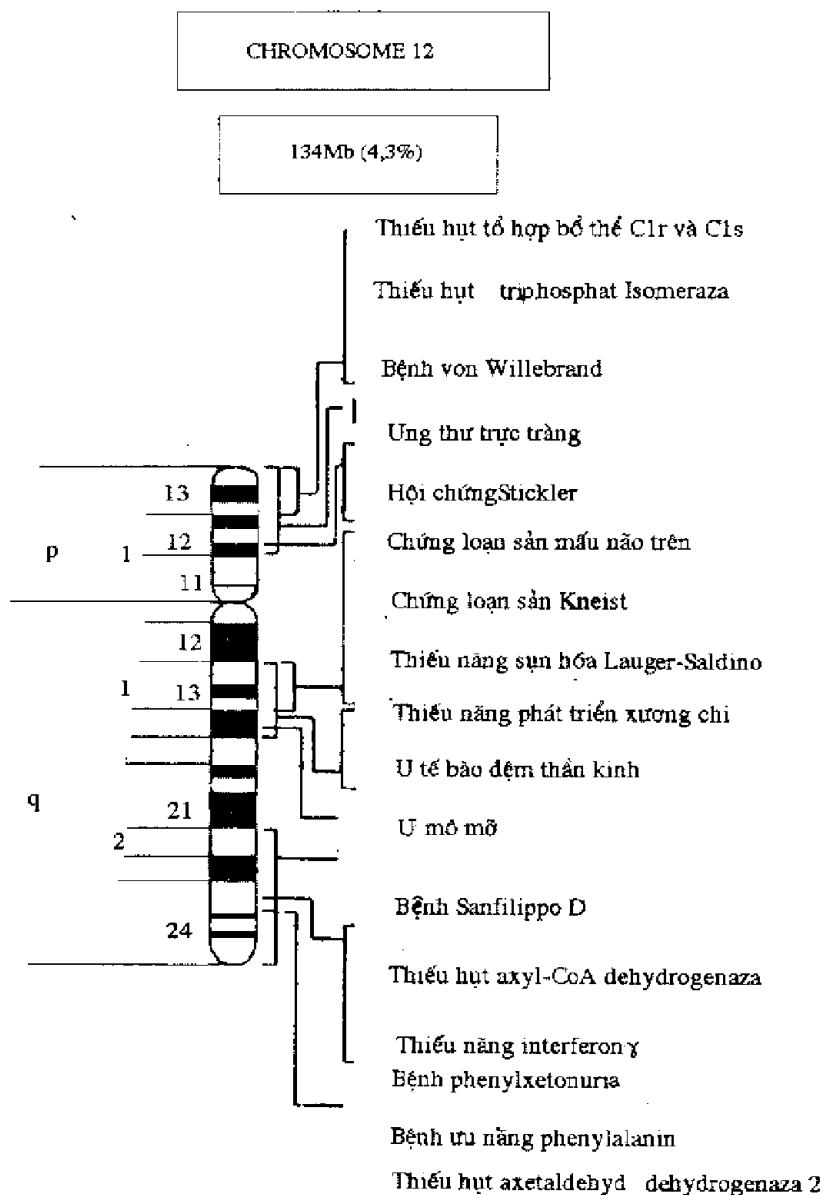 CHROMOSOME 12
134Mb (4,3%)
Thiếu hụt tổ hợp bổ thể C1r và C1s
Thiếu hụt triphosphat Isomeraza
Bệnh von Willebrand
Ung thư trực tràng
Hội chứngStickler
Chứng loạn sản mấu não trên
Chứng loạn sản Kneist
Thiếu năng sụn hóa Lauger-Saldino
Thiếu năng phát triển xương chi
U tế bào đệm thần kinh
U mô mỡ
Bệnh Sanfilippo D
Thiếu hụt axyl-CoA dehydrogenaza
Thiếu năng interferon γ
Bệnh phenylxetonuria
Bệnh ưu năng phenylalanin
Thiếu hụt axetaldehyd dehydrogenaza 2
13
p 1 12
11
12
1 13
q
21
2
24